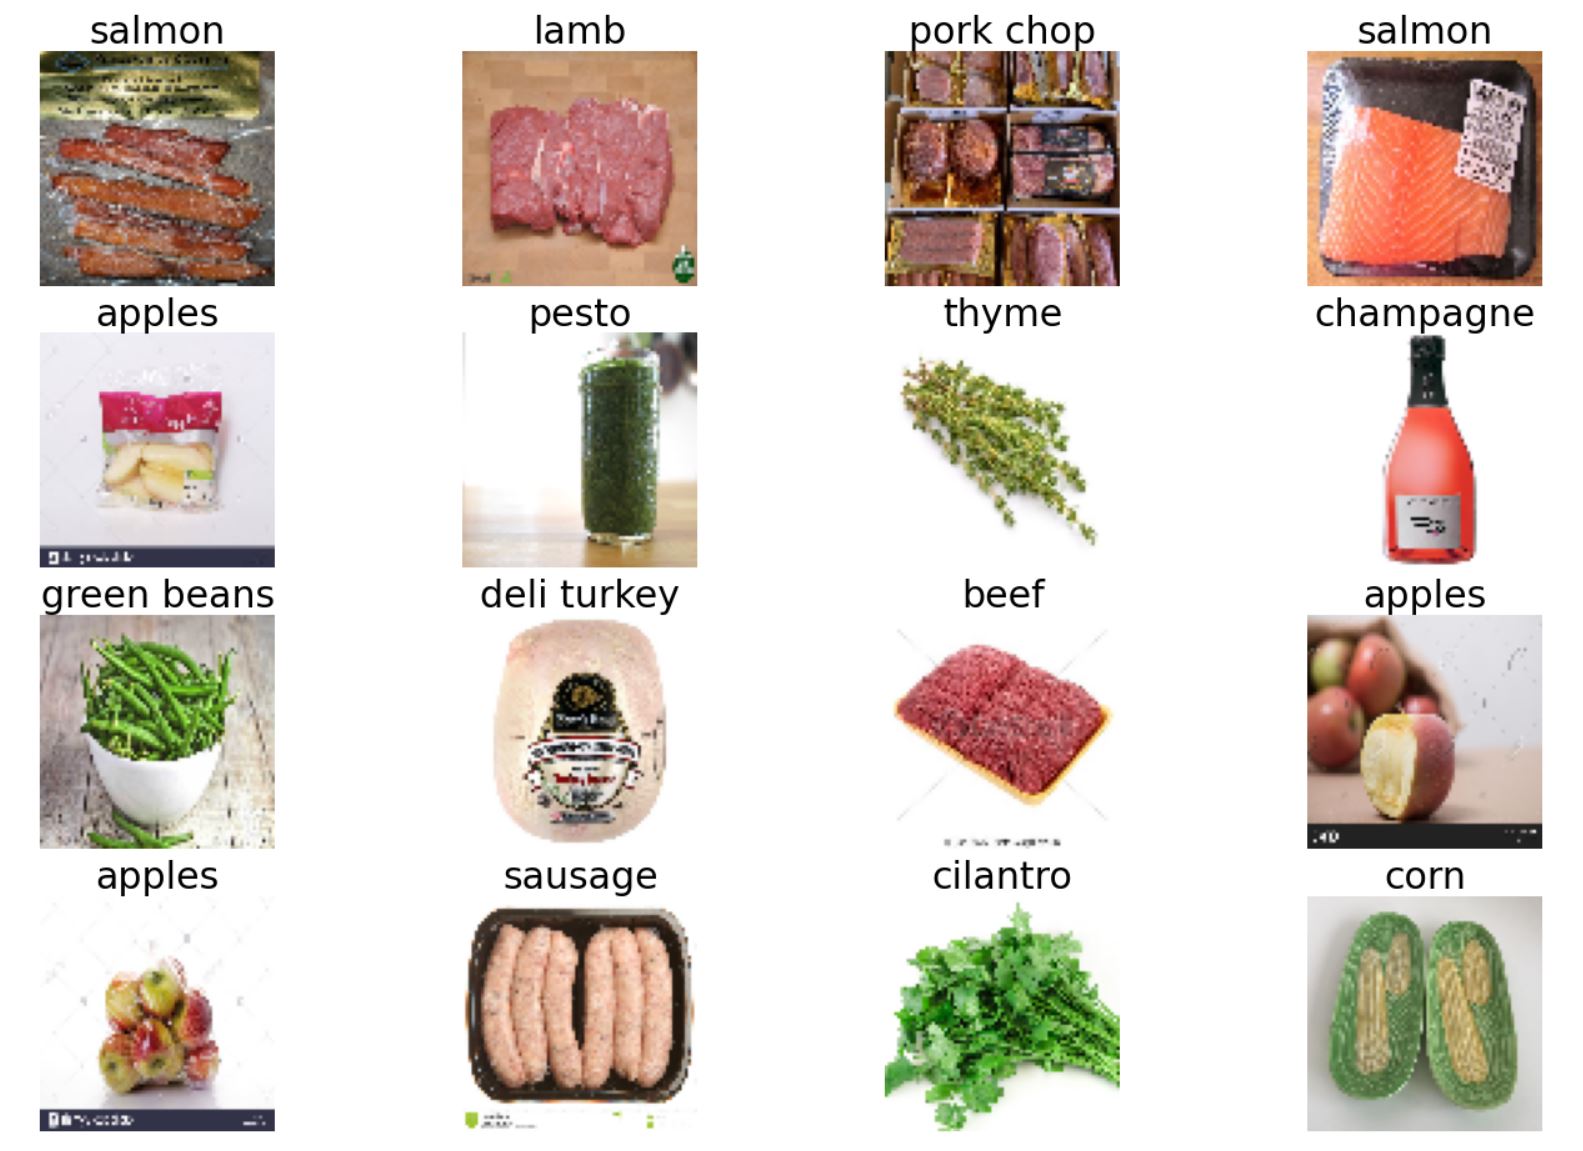 salmon
lamb
pork chop
salmon
apples
pesto
thyme
champagne
green beans
deli turkey
beef
apples
apples
sausage
cilantro
corn